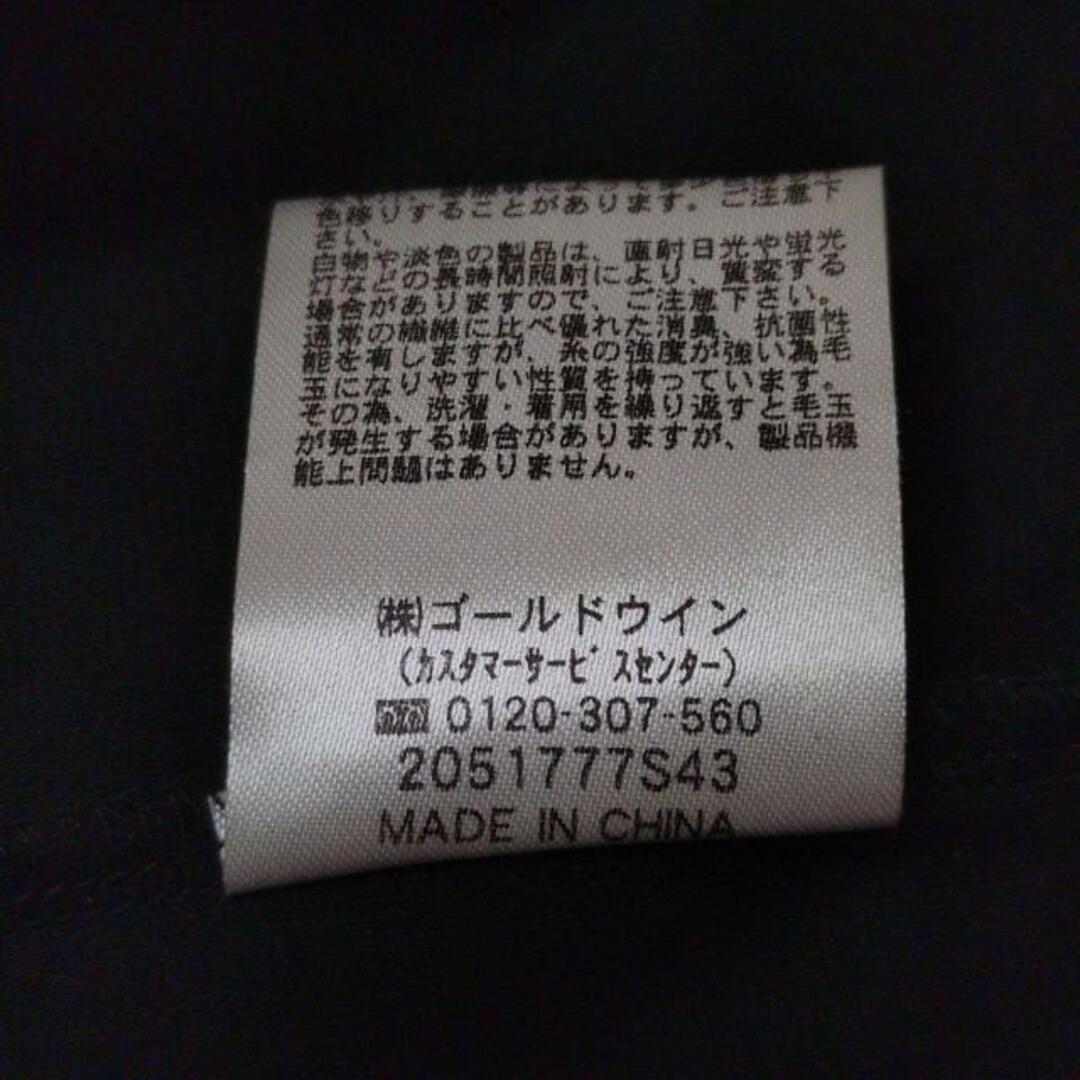 色移りすることがあります。ご注意下
さい。
白物や淡色の製品は、直射日光や蛍光
灯などの長時間照射により、黄変する
場合がありますので、ご注意下さい。
通常の繊維に比べ優れた消臭、抗菌性
能を有しますが、糸の強度が強い為毛
玉になりやすい性質を持っています。
その為、洗濯・着用を繰り返すと毛玉
が発生する場合がありますが、製品機
能上問題はありません。
㈱ゴールドウイン
(カスタマーサービスセンター)
0120-307-560
2051777S43
MADE IN CHINA